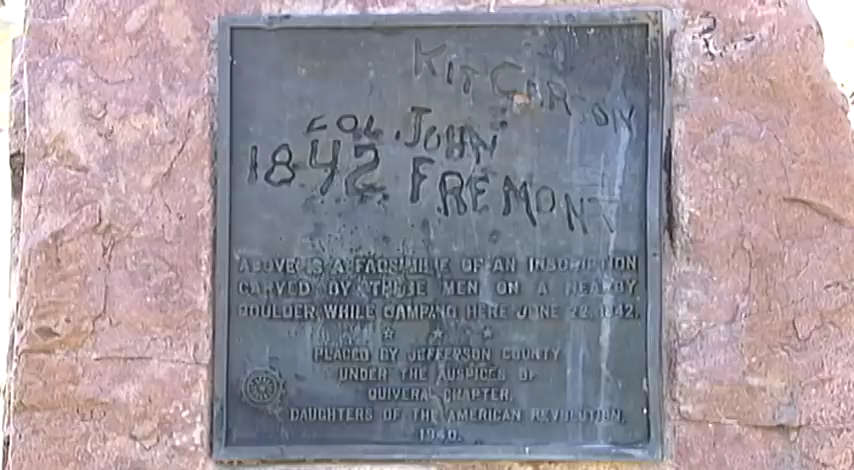 KIT CARSON
COL. JOHN
1842 FREMONT
ABOVE IS A FACSIMILE OF AN INSCRIPTION
CARVED BY THESE MEN ON A NEARBY
BOULDER WHILE CAMPING HERE JUNE 22, 1842.
* * *
PLACED BY JEFFERSON COUNTY
UNDER THE AUSPICES OF
QUIVERA CHAPTER,
DAUGHTERS OF THE AMERICAN REVOLUTION,
1940.